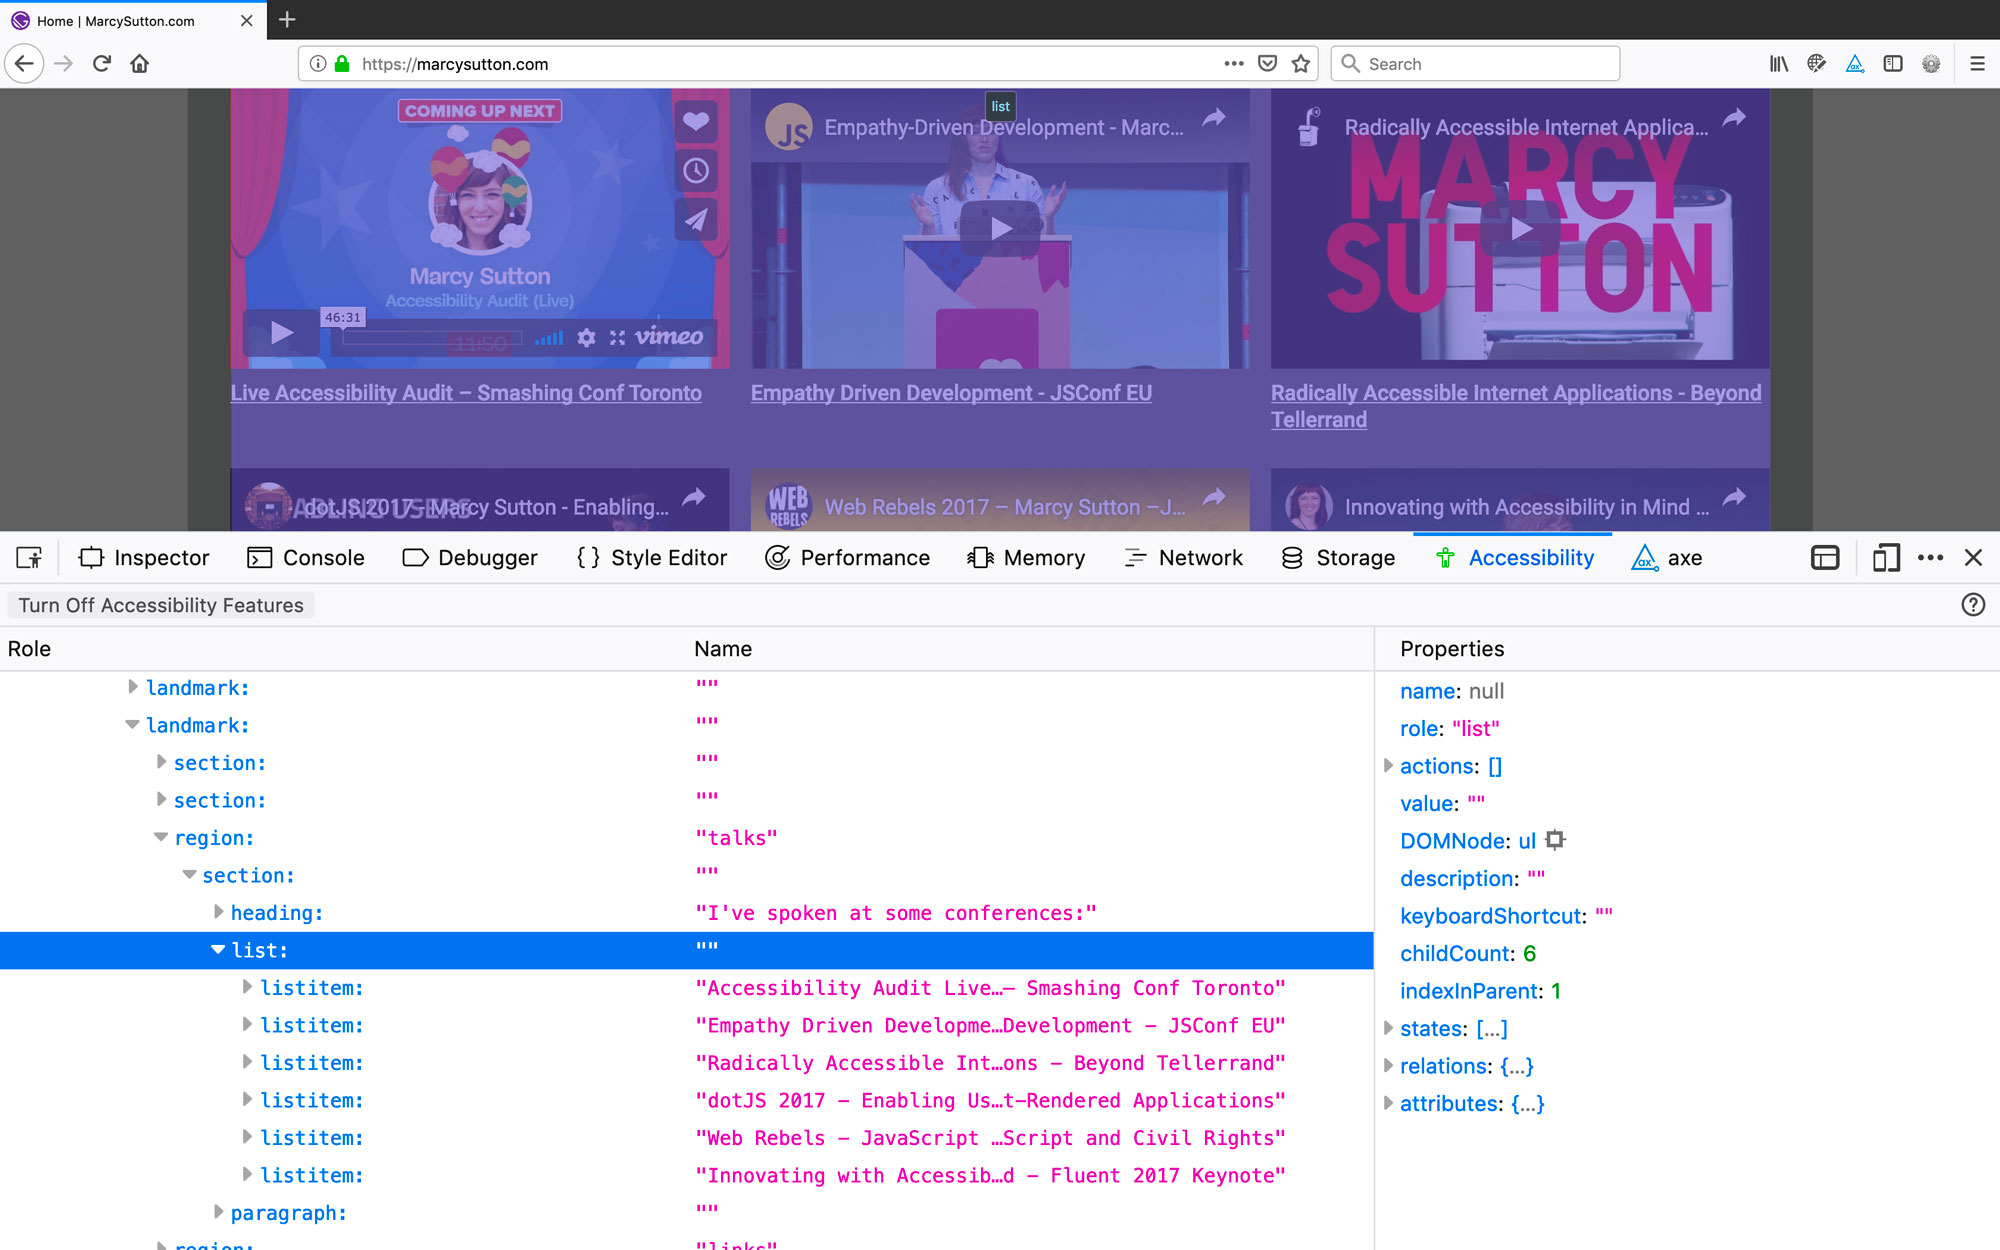 Home | MarcySutton.com
https://marcysutton.com
Search
COMING UP NEXT
Marcy Sutton
Accessibility Audit (Live)
46:31
11:50
vimeo
JS
Empathy-Driven Development - Marc...
list
Radically Accessible Internet Applica...
MARCY
SUTTON
Live Accessibility Audit – Smashing Conf Toronto
Empathy Driven Development - JSConf EU
Radically Accessible Internet Applications - Beyond
Tellerrand
dotJS 2017 - Marcy Sutton - Enabling...
WEB
REBELS
Web Rebels 2017 – Marcy Sutton –J...
Innovating with Accessibility in Mind ...
Inspector
Console
Debugger
Style Editor
Performance
Memory
Network
Storage
Accessibility
axe
Turn Off Accessibility Features
Role
Name
Properties
landmark: ""
landmark: ""
section: ""
section: ""
region: "talks"
section: ""
heading: "I've spoken at some conferences:"
list: ""
listitem: "Accessibility Audit Live…– Smashing Conf Toronto"
listitem: "Empathy Driven Developme…Development - JSConf EU"
listitem: "Radically Accessible Int…ons - Beyond Tellerrand"
listitem: "dotJS 2017 - Enabling Us…t-Rendered Applications"
listitem: "Web Rebels - JavaScript …Script and Civil Rights"
listitem: "Innovating with Accessib…d - Fluent 2017 Keynote"
paragraph: ""
region: "links"
name: null
role: "list"
actions: []
value: ""
DOMNode: ul
description: ""
keyboardShortcut: ""
childCount: 6
indexInParent: 1
states: […]
relations: {…}
attributes: {…}